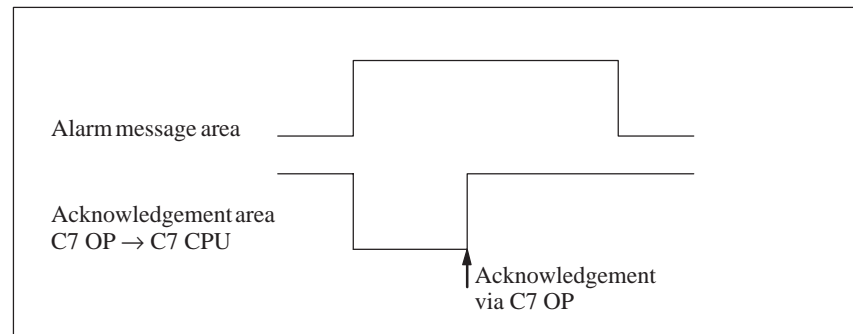 Alarm message area
Acknowledgement area
C7 OP → C7 CPU
Acknowledgement
via C7 OP